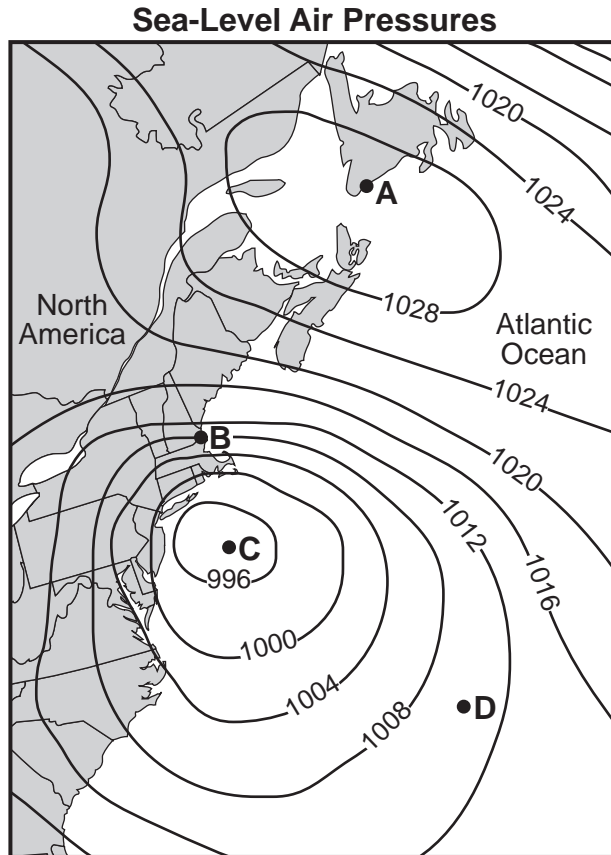 Sea-Level Air Pressures
1020
1024
A
1028
North
America
Atlantic
Ocean
1024
B
1020
1012
C
996
1016
1000
1004
D
1008